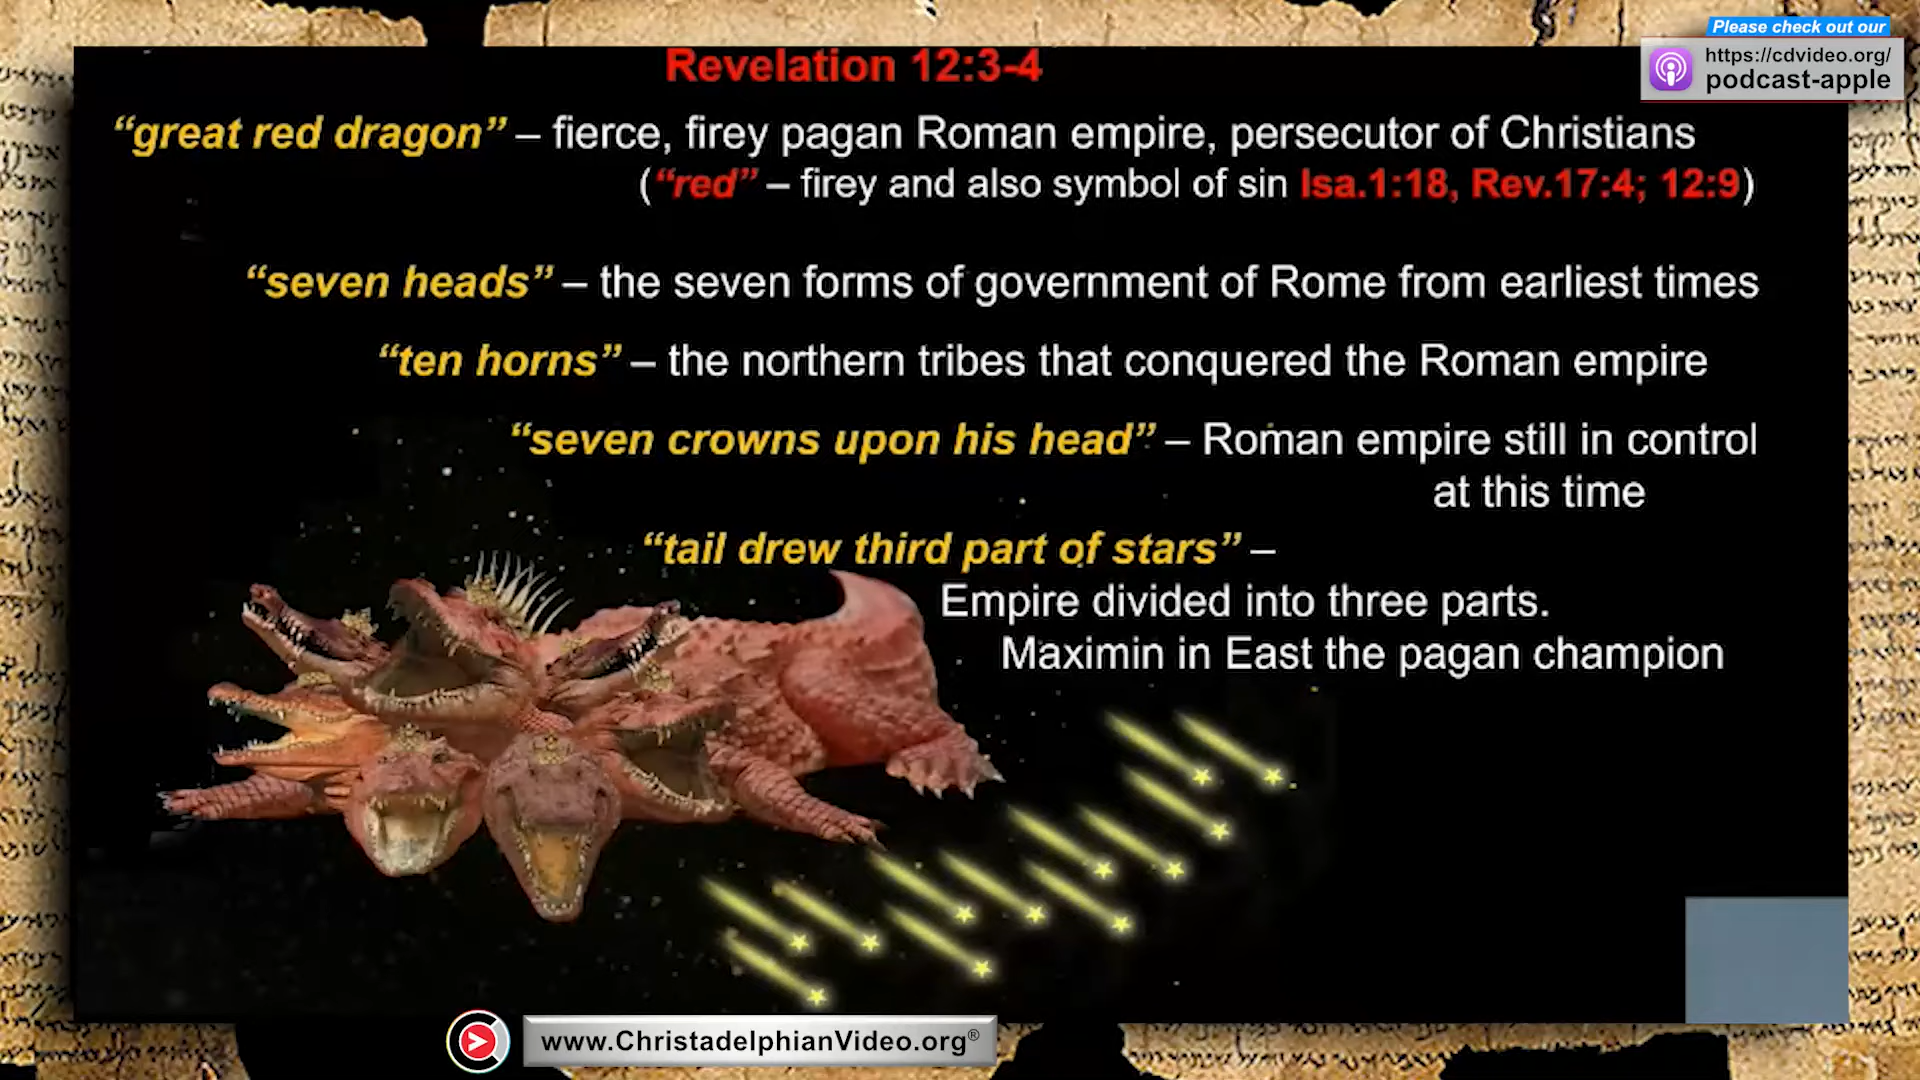 Please check out our
https://cdvideo.org/
podcast-apple
Revelation 12:3-4
“great red dragon” – fierce, firey pagan Roman empire, persecutor of Christians
(“red” – firey and also symbol of sin Isa.1:18, Rev.17:4; 12:9)
“seven heads” – the seven forms of government of Rome from earliest times
“ten horns” – the northern tribes that conquered the Roman empire
“seven crowns upon his head” – Roman empire still in control
at this time
“tail drew third part of stars” –
Empire divided into three parts.
Maximin in East the pagan champion
www.ChristadelphianVideo.org®